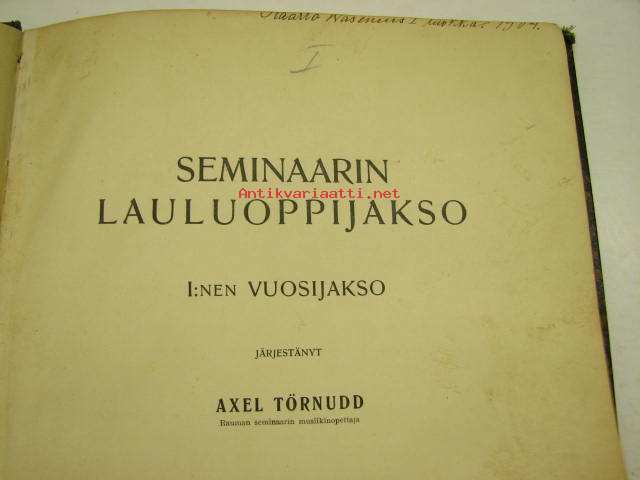 I
SEMINAARIN
Antikvariaatti.net
LAULUOPPIJAKSO
I:NEN VUOSIJAKSO
JÄRJESTÄNYT
AXEL TÖRNUDD
Rauman seminaarin musiikinopettaja